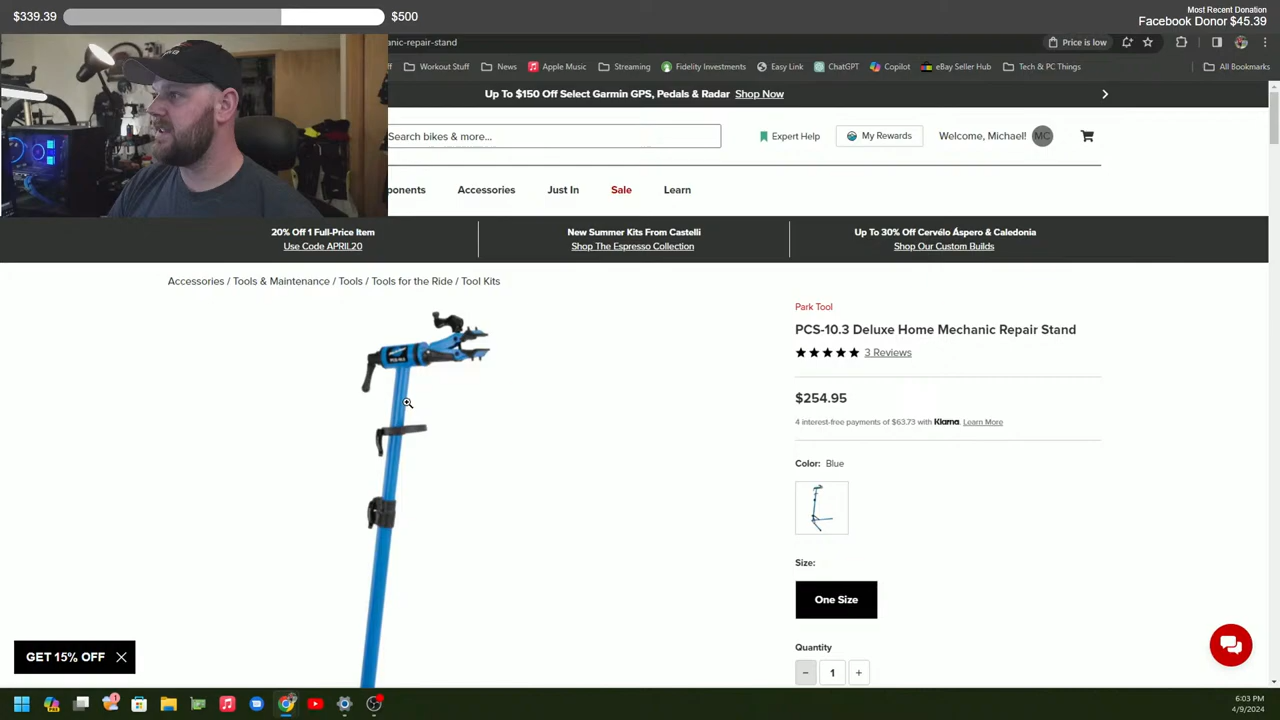 $339.39
$500
Most Recent Donation
Facebook Donor $45.39
nic-repair-stand
Price is low
Workout Stuff
News
Apple Music
Streaming
Fidelity Investments
Easy Link
ChatGPT
Copilot
eBay Seller Hub
Tech & PC Things
All Bookmarks
Up To $150 Off Select Garmin GPS, Pedals & Radar Shop Now
Search bikes & more...
Expert Help
My Rewards
Welcome, Michael! MC
ponents
Accessories
Just In
Sale
Learn
20% Off 1 Full-Price Item
Use Code APRIL20
New Summer Kits From Castelli
Shop The Espresso Collection
Up To 30% Off Cervélo Áspero & Caledonia
Shop Our Custom Builds
Accessories / Tools & Maintenance / Tools / Tools for the Ride / Tool Kits
Park Tool
PCS-10.3 Deluxe Home Mechanic Repair Stand
3 Reviews
$254.95
4 interest-free payments of $63.73 with Klarna. Learn More
Color: Blue
Size:
One Size
Quantity
− 1 +
PCS-10.3
GET 15% OFF
6:03 PM
4/9/2024